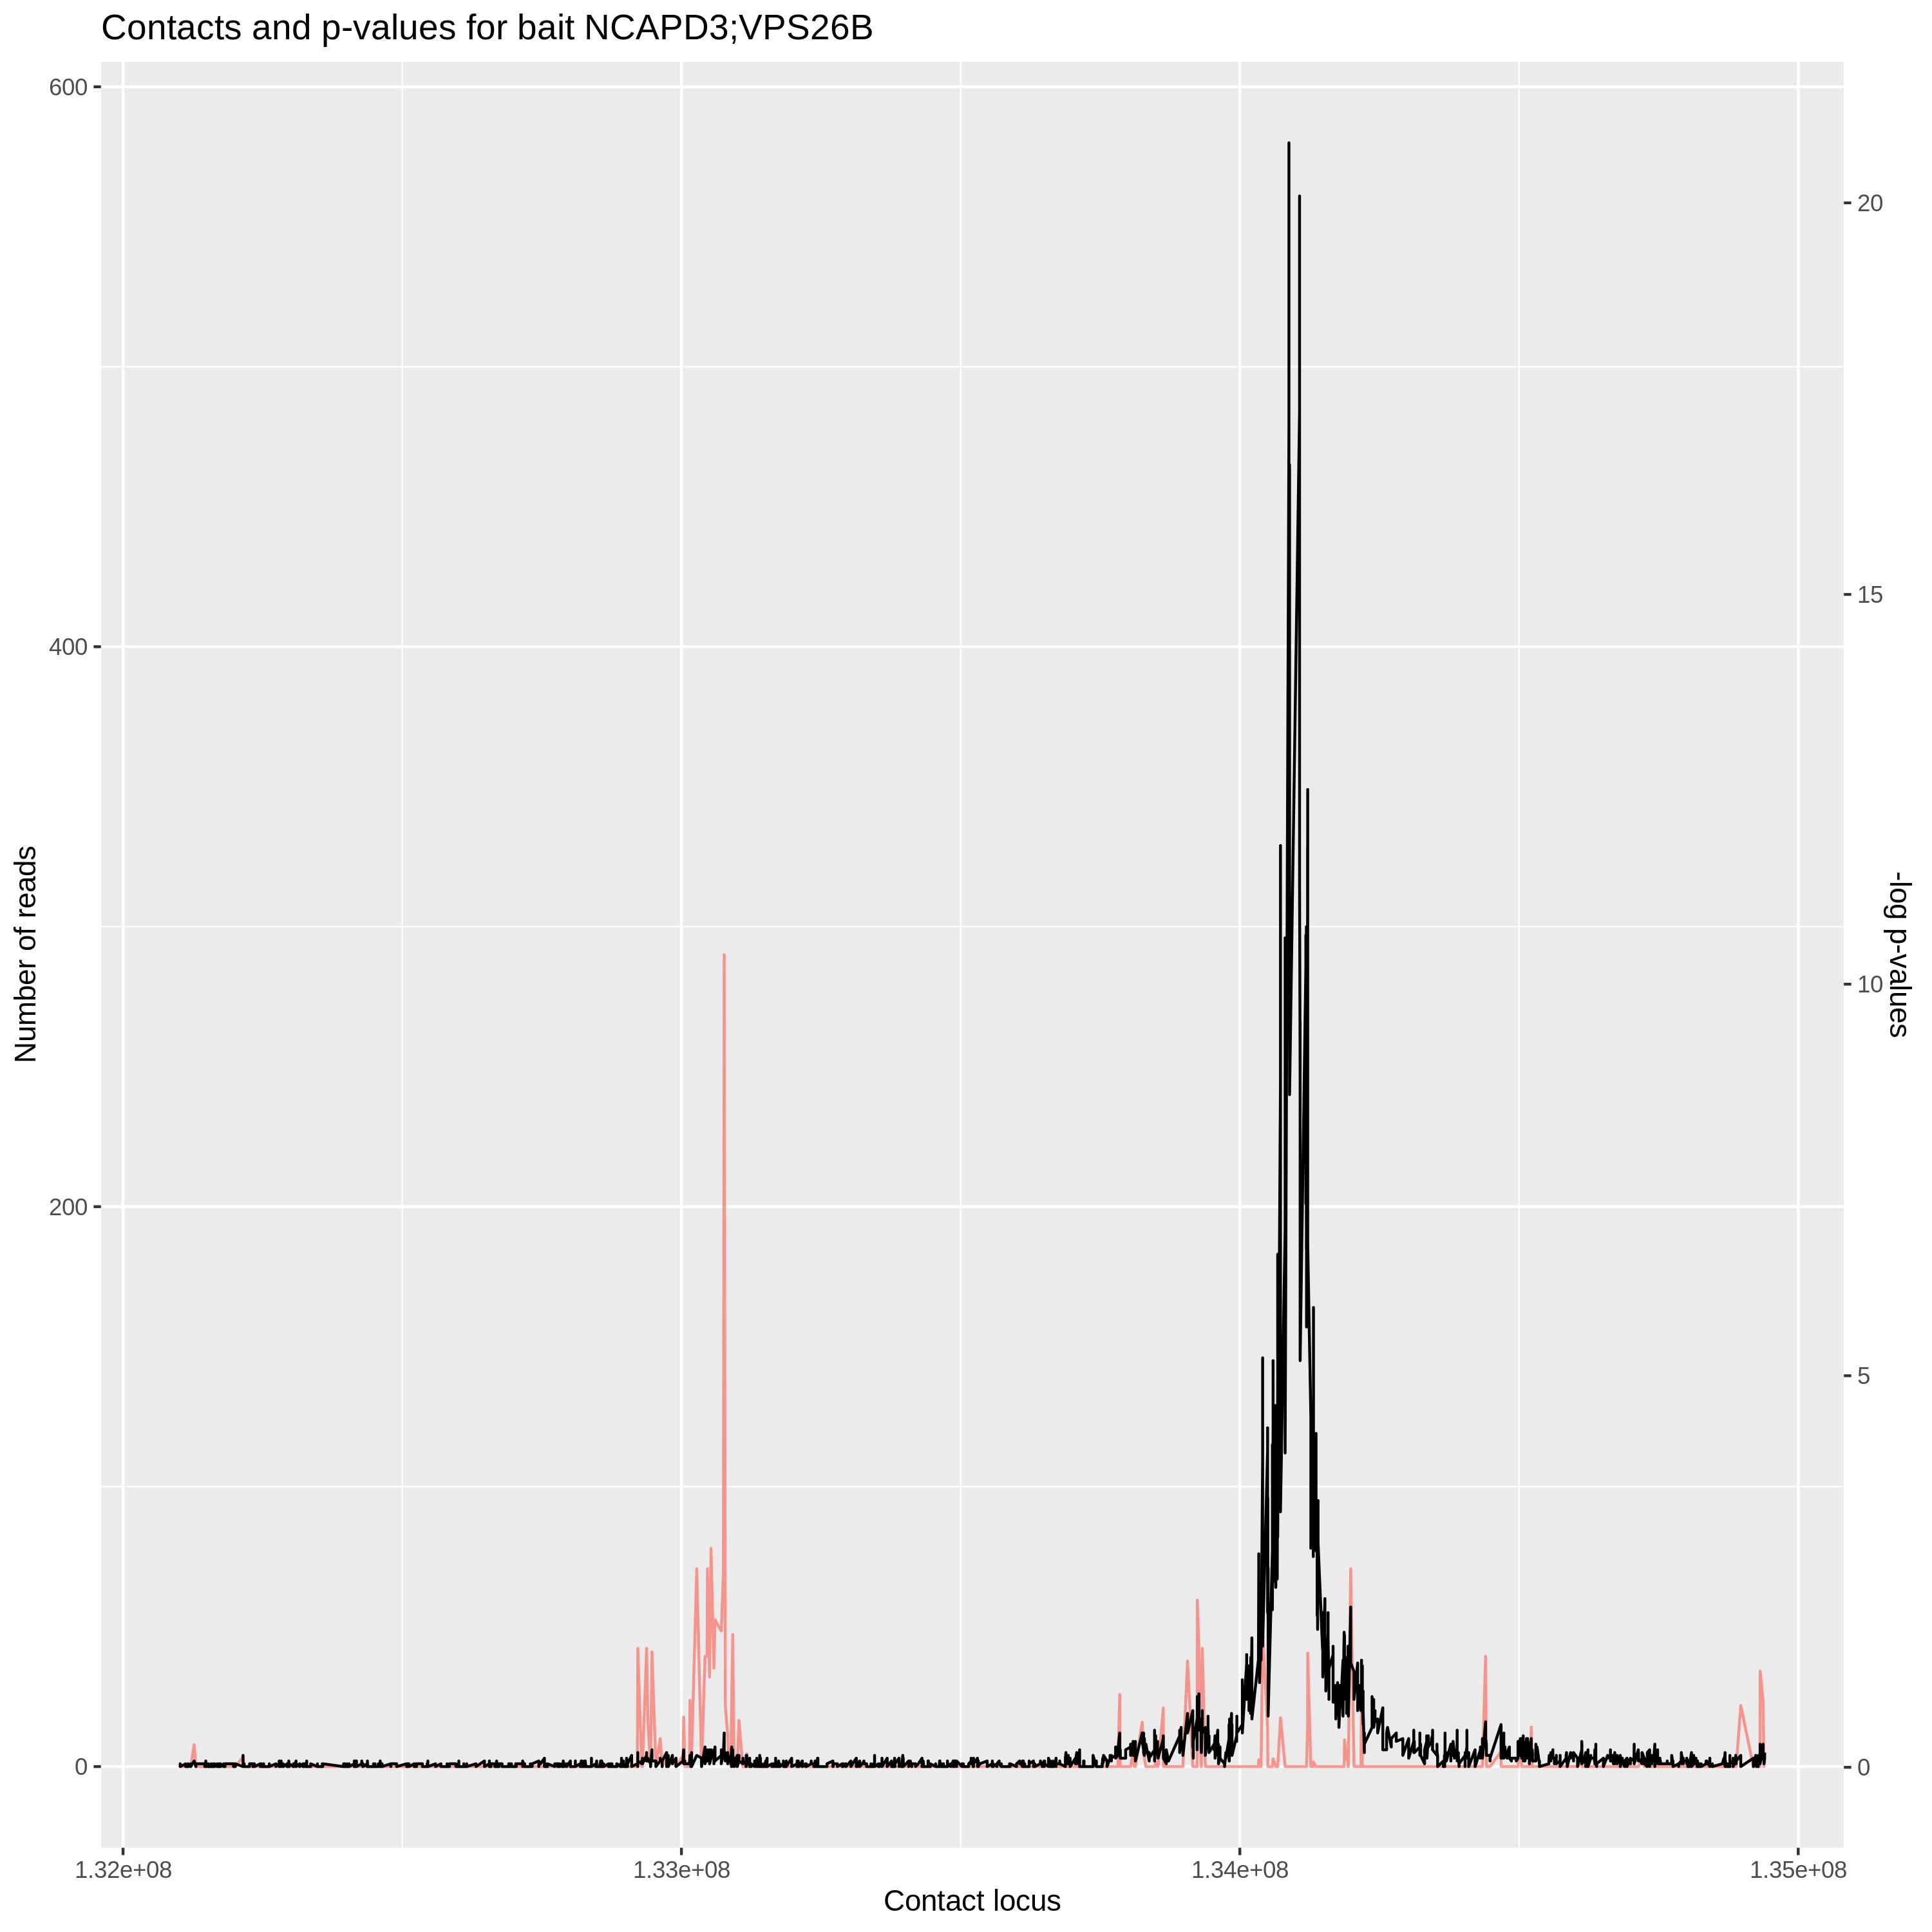 Contacts and p-values for bait NCAPD3;VPS26B
600
400
200
0
Number of reads
20
15
10
5
0
-log p-values
1.32e+08
1.33e+08
1.34e+08
1.35e+08
Contact locus